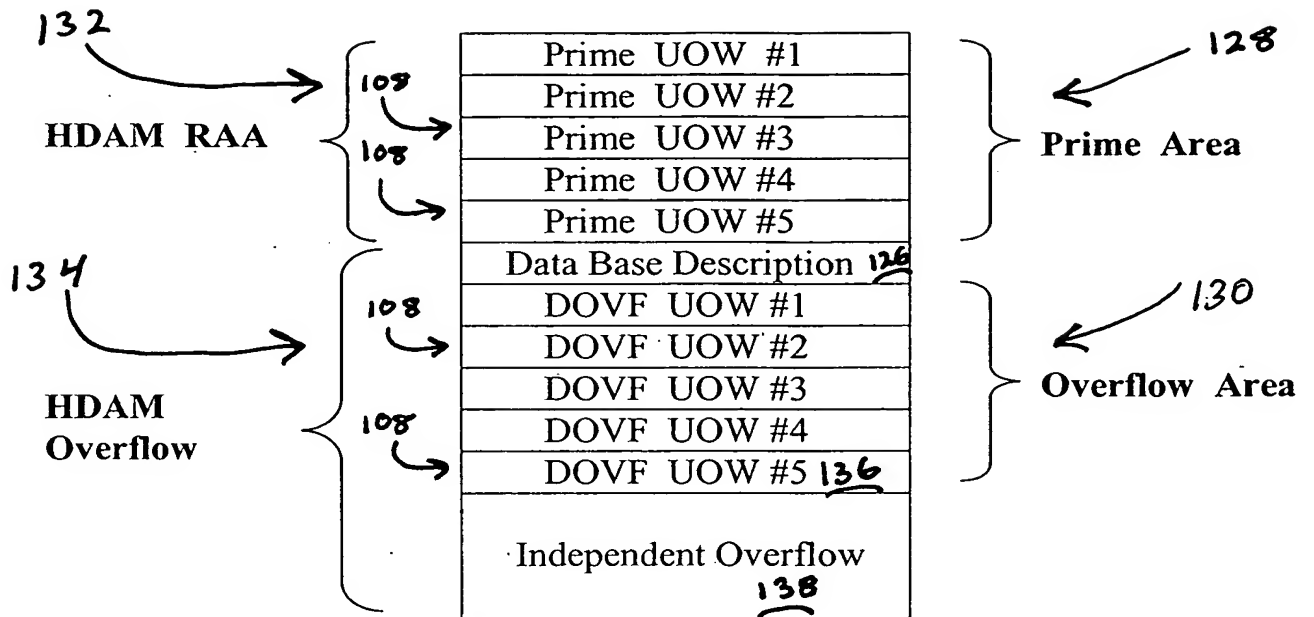 132
128
Prime UOW #1
108
Prime UOW #2
HDAM RAA
Prime UOW #3
Prime Area
108
Prime UOW #4
Prime UOW #5
Data Base Description 126
134
DOVF UOW #1
130
108
DOVF UOW #2
HDAM
Overflow
DOVF UOW #3
Overflow Area
108
DOVF UOW #4
DOVF UOW #5 136
Independent Overflow
138